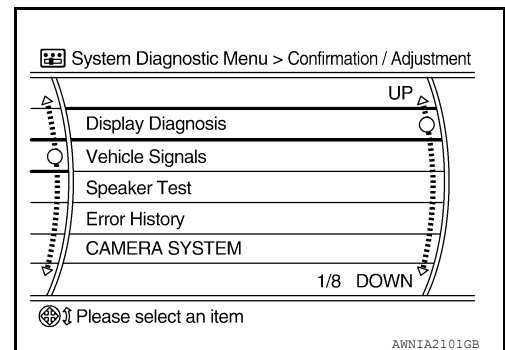 System Diagnostic Menu > Confirmation / Adjustment
UP
Display Diagnosis
Vehicle Signals
Speaker Test
Error History
CAMERA SYSTEM
1/8 DOWN
Please select an item
AWNIA2101GB